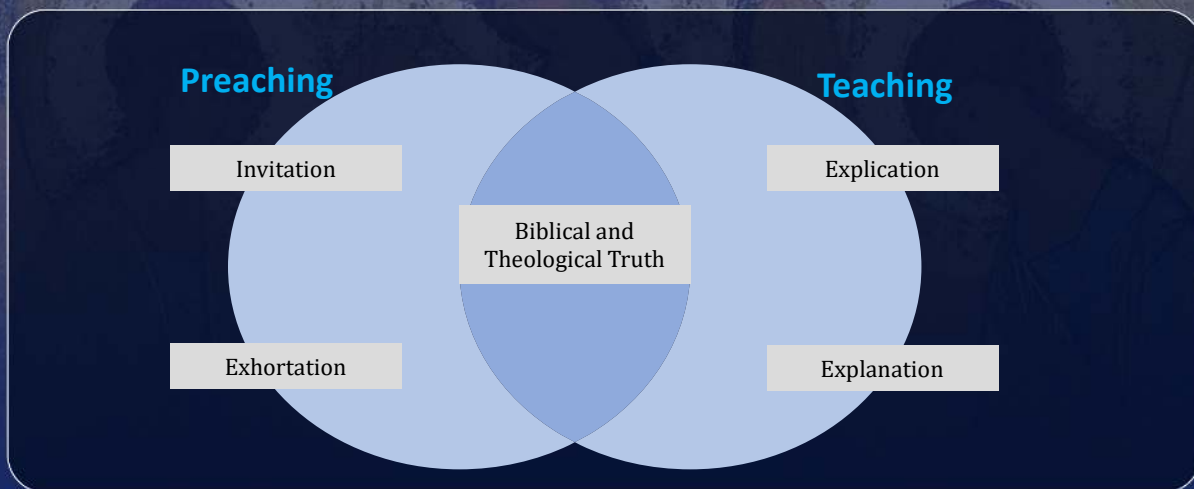 Preaching
Teaching
Invitation
Explication
Biblical and
Theological Truth
Exhortation
Explanation